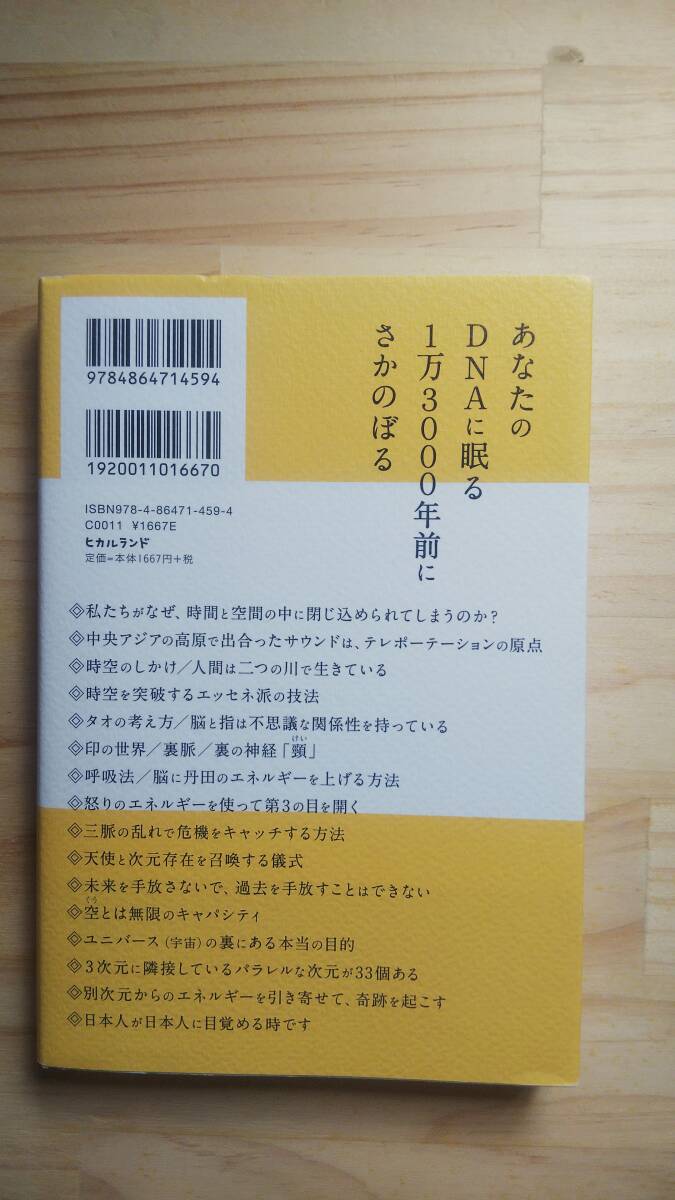 あなたの
DNAに眠る
1万3000年前に
さかのぼる
9784864714594
1920011016670
ISBN978-4-86471-459-4
C0011 ¥1667E
ヒカルランド
定価=本体1667円+税
◇私たちがなぜ、時間と空間の中に閉じ込められてしまうのか?
◇中央アジアの高原で出合ったサウンドは、テレポーテーションの原点
◇時空のしかけ/人間は二つの川で生きている
◇時空を突破するエッセネ派の技法
◇タオの考え方/脳と指は不思議な関係性を持っている
けい
◇印の世界/裏脈/裏の神経「顕」
◇呼吸法/脳に丹田のエネルギーを上げる方法
◇怒りのエネルギーを使って第3の目を開く
◇三脈の乱れで危機をキャッチする方法
◇天使と次元存在を召喚する儀式
◇未来を手放さないで、過去を手放すことはできない
くう
◇空とは無限のキャパシティ
◇ユニバース(宇宙)の裏にある本当の目的
◇3次元に隣接しているパラレルな次元が33個ある
◇別次元からのエネルギーを引き寄せて、奇跡を起こす
◇日本人が日本人に目覚める時です